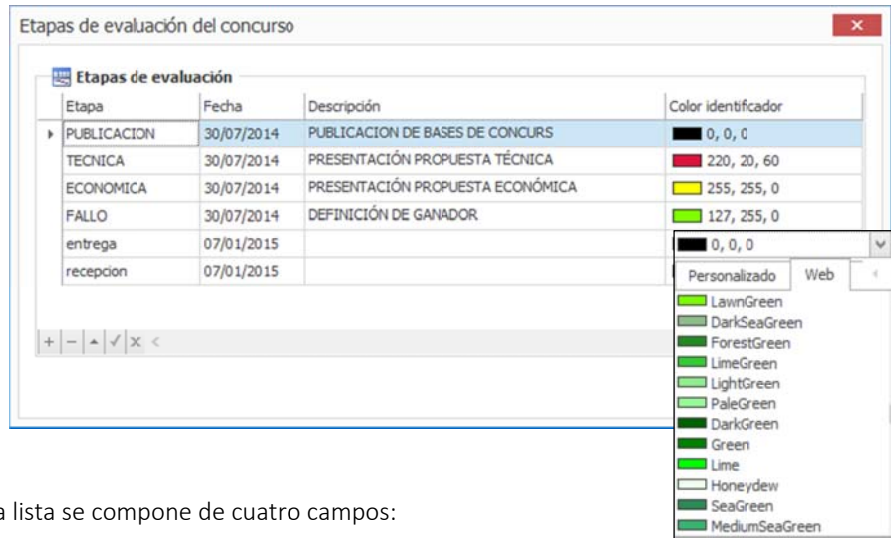 Etapas de evaluación del concurso
Etapas de evaluación
Etapa Fecha Descripción Color identifcador
PUBLICACION 30/07/2014 PUBLICACION DE BASES DE CONCURS 0, 0, 0
TECNICA 30/07/2014 PRESENTACIÓN PROPUESTA TÉCNICA 220, 20, 60
ECONOMICA 30/07/2014 PRESENTACIÓN PROPUESTA ECONÓMICA 255, 255, 0
FALLO 30/07/2014 DEFINICIÓN DE GANADOR 127, 255, 0
entrega 07/01/2015 0, 0, 0
recepcion 07/01/2015
Personalizado Web
LawnGreen
DarkSeaGreen
ForestGreen
LimeGreen
LightGreen
PaleGreen
DarkGreen
Green
Lime
Honeydew
SeaGreen
MediumSeaGreen
a lista se compone de cuatro campos: